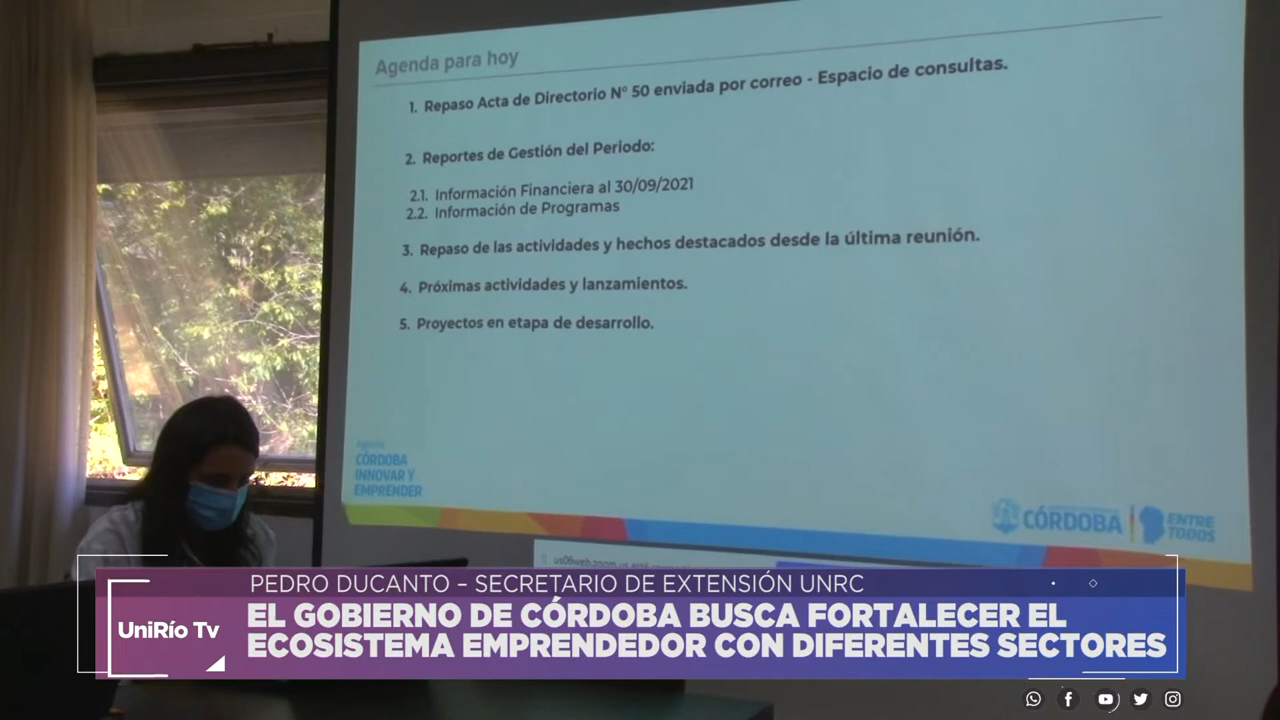 Agenda para hoy
1. Repaso Acta de Directorio N° 50 enviada por correo - Espacio de consultas.
2. Reportes de Gestión del Periodo:
2.1. Información Financiera al 30/09/2021
2.2. Información de Programas
3. Repaso de las actividades y hechos destacados desde la última reunión.
4. Próximas actividades y lanzamientos.
5. Proyectos en etapa de desarrollo.
CÓRDOBA
INNOVAR Y
EMPRENDER
CÓRDOBA
ENTRE
TODOS
PEDRO DUCANTO – SECRETARIO DE EXTENSIÓN UNRC
UniRío Tv
EL GOBIERNO DE CÓRDOBA BUSCA FORTALECER EL
ECOSISTEMA EMPRENDEDOR CON DIFERENTES SECTORES